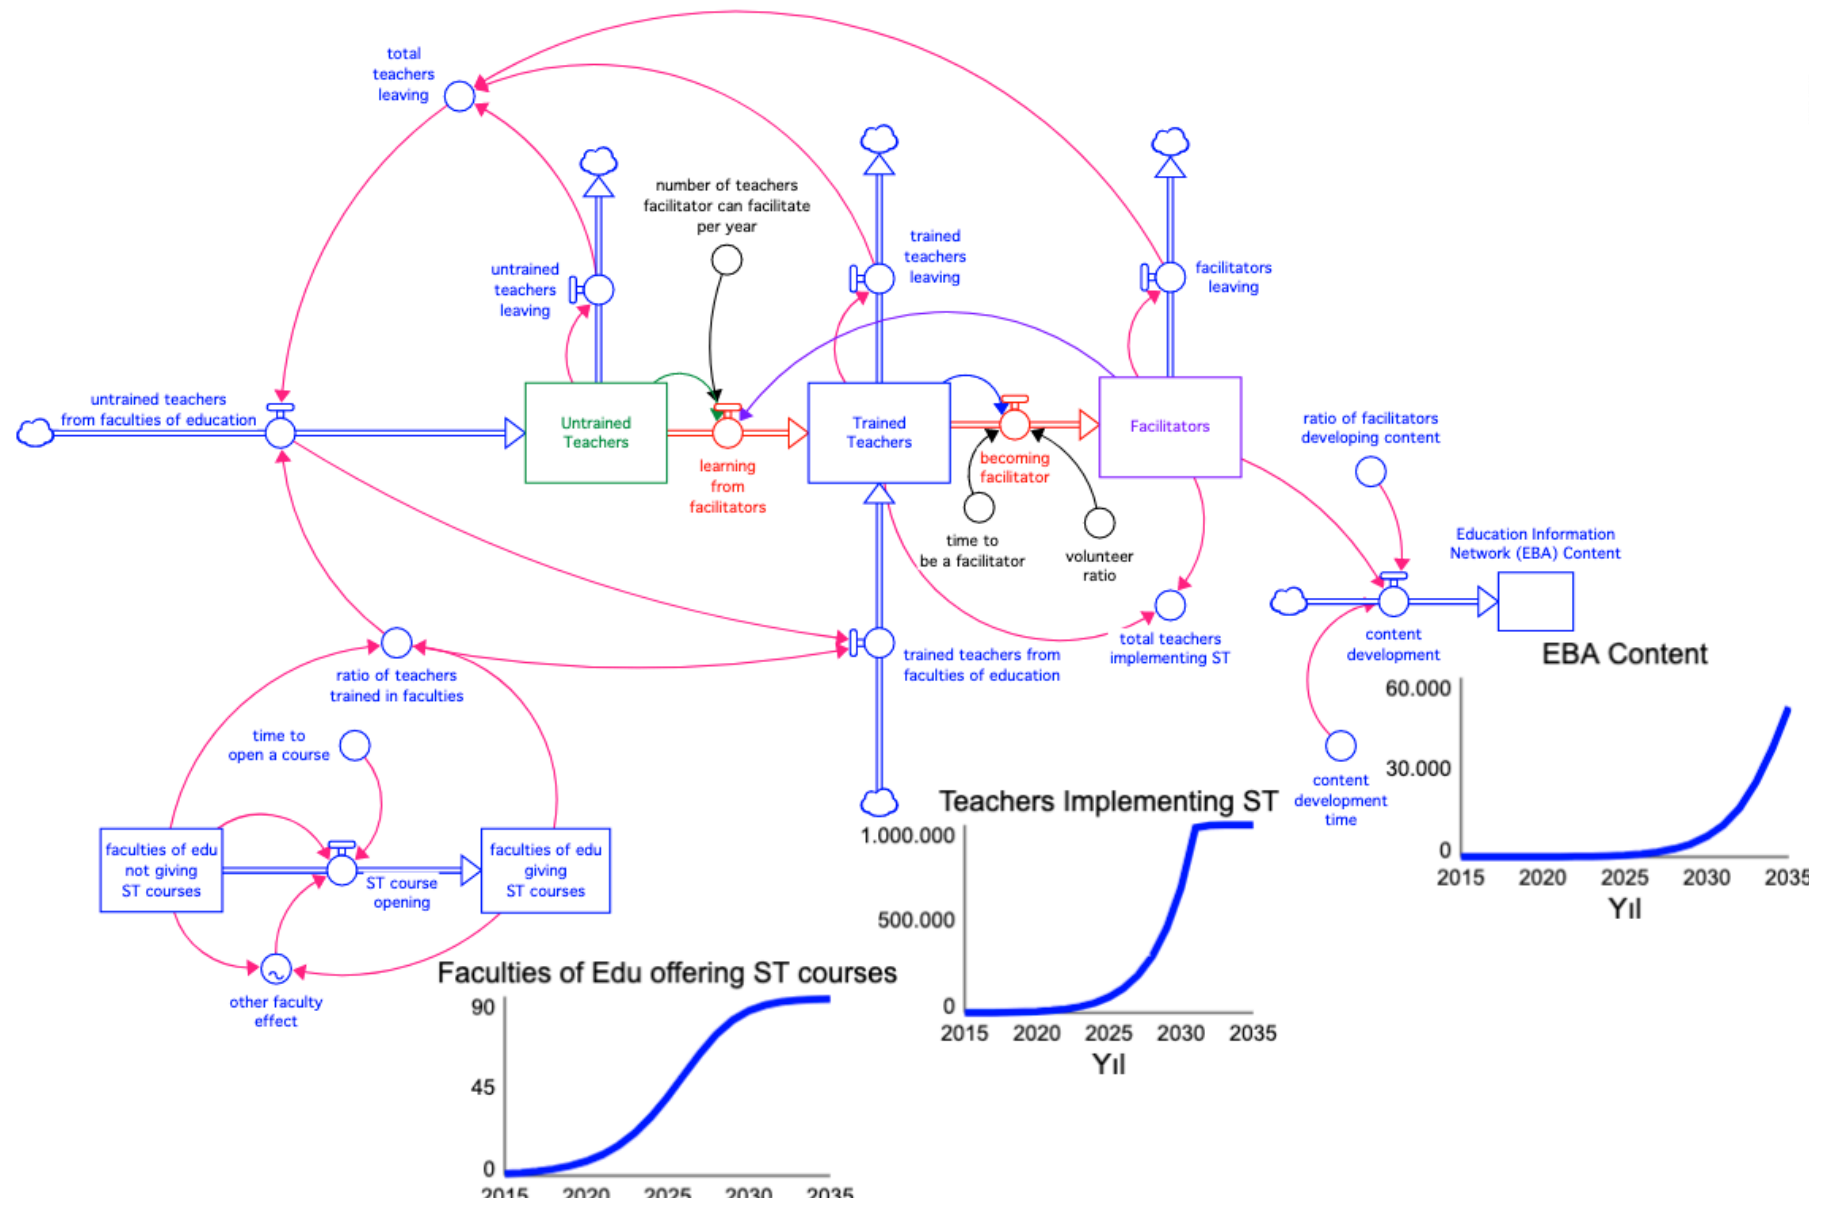 total
teachers
leaving
number of teachers
facilitator can facilitate
per year
untrained
teachers
leaving
trained
teachers
leaving
facilitators
leaving
untrained teachers
from faculties of education
Untrained
Teachers
learning
from
facilitators
Trained
Teachers
becoming
facilitator
Facilitators
time to
be a facilitator
volunteer
ratio
ratio of facilitators
developing content
Education Information
Network (EBA) Content
content
development
total teachers
implementing ST
trained teachers from
faculties of education
ratio of teachers
trained in faculties
time to
open a course
content
development
time
faculties of edu
not giving
ST courses
ST course
opening
faculties of edu
giving
ST courses
other faculty
effect
EBA Content
60.000
30.000
0
2015 2020 2025 2030 2035
Yıl
Teachers Implementing ST
1.000.000
500.000
0
2015 2020 2025 2030 2035
Yıl
Faculties of Edu offering ST courses
90
45
0
2015 2020 2025 2030 2035